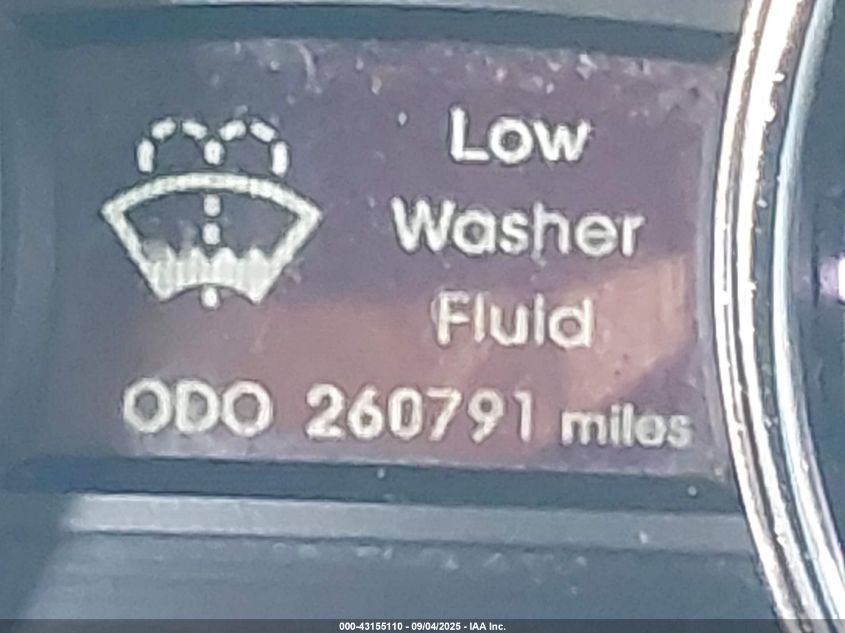 Low
Washer
Fluid
ODO 260791 miles
000-43155110 - 09/04/2025 - IAA Inc.